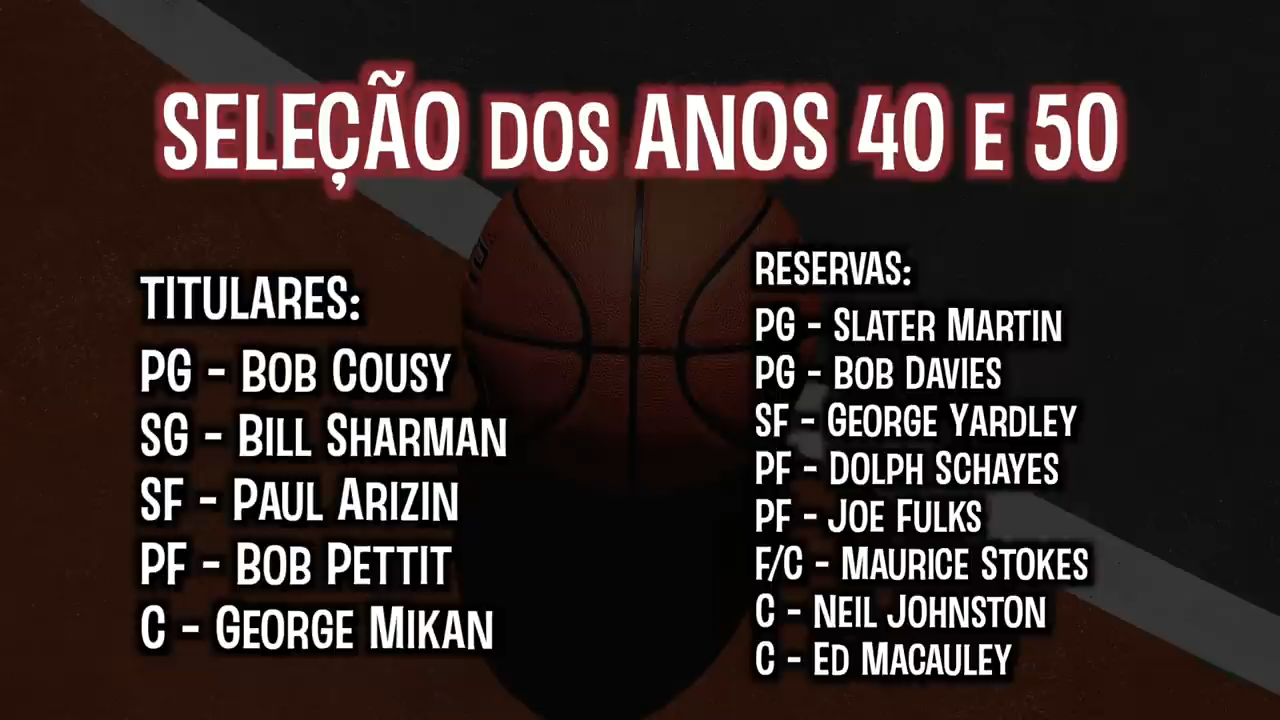 SELEÇÃO DOS ANOS 40 E 50
TITULARES:
PG - BOB COUSY
SG - BILL SHARMAN
SF - PAUL ARIZIN
PF - BOB PETTIT
C - GEORGE MIKAN
RESERVAS:
PG - SLATER MARTIN
PG - BOB DAVIES
SF - GEORGE YARDLEY
PF - DOLPH SCHAYES
PF - JOE FULKS
F/C - MAURICE STOKES
C - NEIL JOHNSTON
C - ED MACAULEY